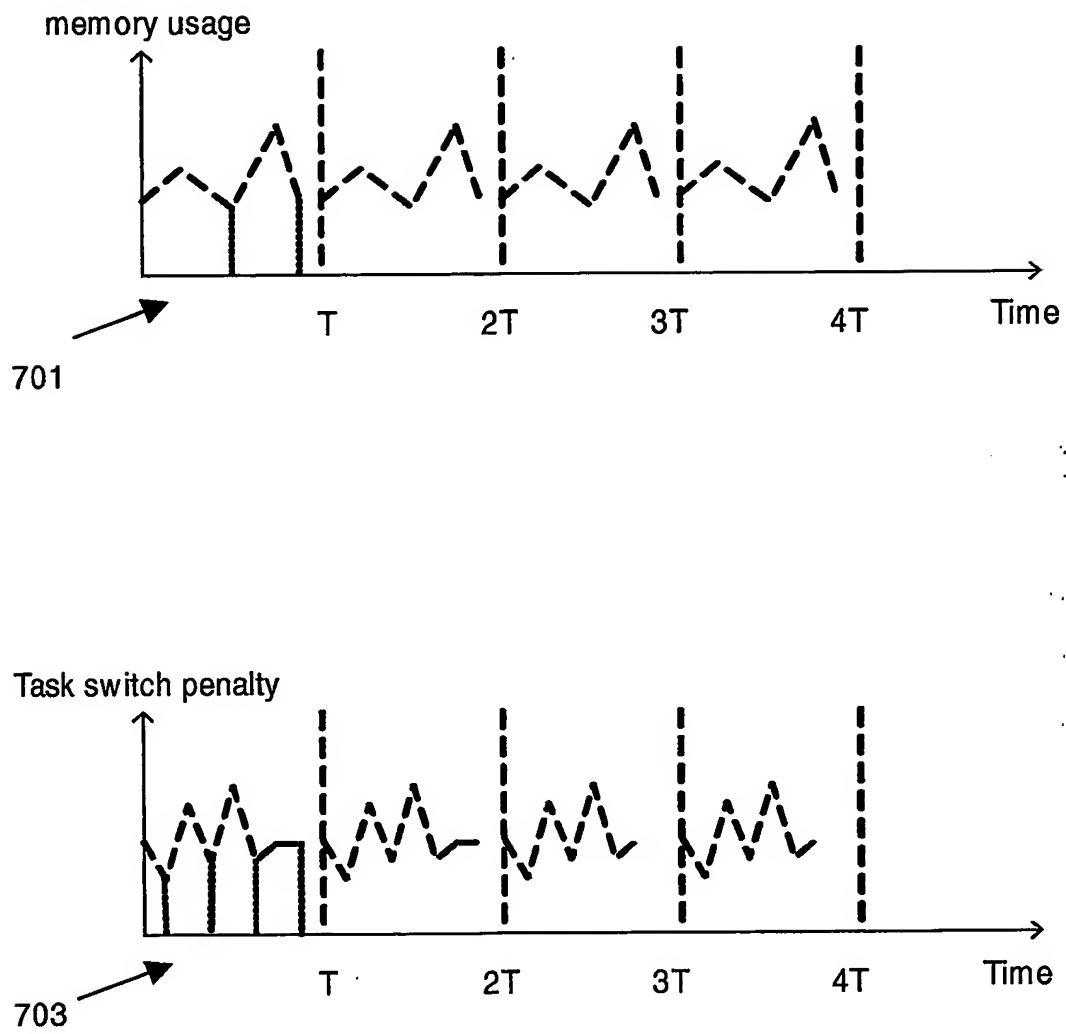 memory usage
T 2T 3T 4T Time
701
Task switch penalty
T 2T 3T 4T Time
703